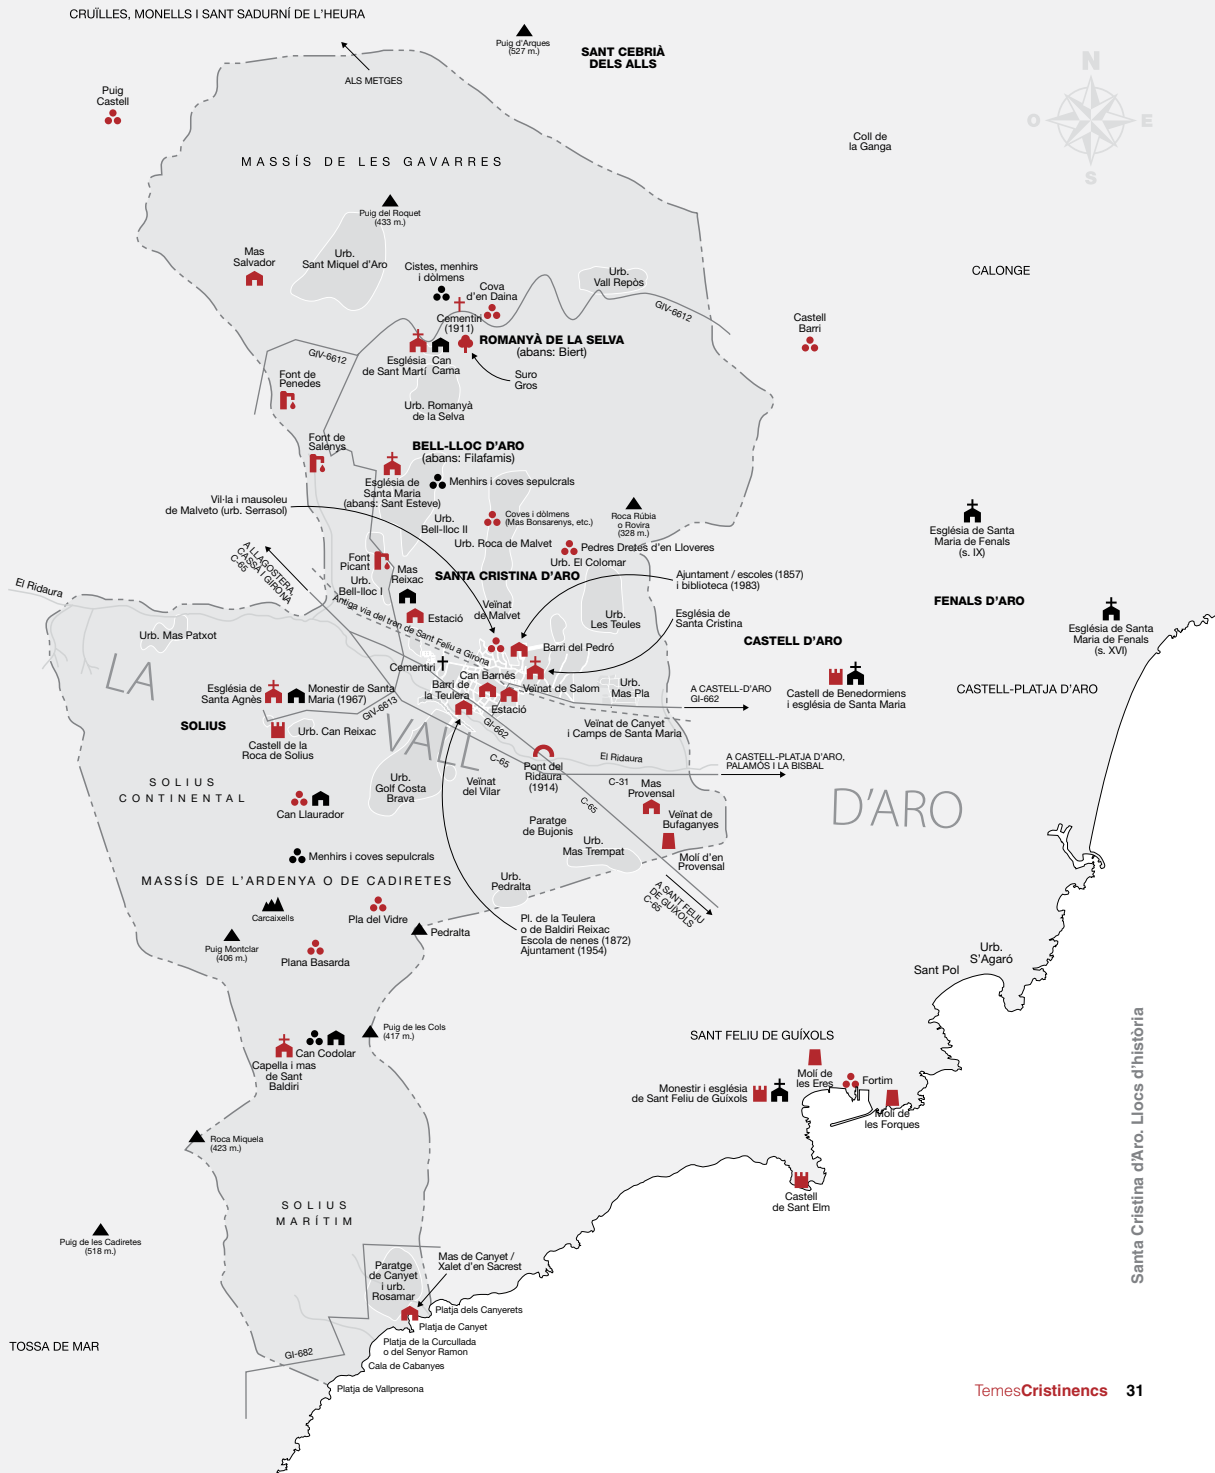 CRUÏLLES, MONELLS I SANT SADURNÍ DE L'HEURA
Puig d'Arques
(527 m.)
SANT CEBRIÀ
DELS ALLS
ALS METGES
Puig
Castell
N
O
E
S
Coll de
la Ganga
MASSÍS DE LES GAVARRES
Puig del Roquet
(433 m.)
Mas
Salvador
Urb.
Sant Miquel d'Aro
Cistes, menhirs
i dòlmens
Cova
d'en Daina
Urb.
Vall Repòs
CALONGE
GIV-6612
Cementiri
(1911)
Castell
Barri
ROMANYÀ DE LA SELVA
(abans: Biert)
GIV-6612
Església
de Sant Martí
Can
Cama
Suro
Gros
Font de
Penedes
Urb. Romanyà
de la Selva
Font de
Salenys
BELL-LLOC D'ARO
(abans: Filafamis)
Església de
Santa Maria
(abans: Sant Esteve)
Menhirs i coves sepulcrals
Vil·la i mausoleu
de Malveto (urb. Serrasol)
Urb.
Bell-lloc II
Coves i dòlmens
(Mas Bonsarenys, etc.)
Roca Rúbia
o Rovira
(328 m.)
Església de Santa
Maria de Fenals
(s. IX)
Urb. Roca de Malvet
Pedres Dretes d'en Lloveres
Urb. El Colomar
A LLAGOSTERA,
CASSÀ I GIRONA
C-65
Font
Picant
Mas
Reixac
Urb.
Bell-lloc I
SANTA CRISTINA D'ARO
Ajuntament / escoles (1857)
i biblioteca (1983)
El Ridaura
Antiga via del tren de Sant Feliu a Girona
Estació
Veïnat
de Malvet
Urb.
Les Teules
Església de
Santa Cristina
FENALS D'ARO
Església de Santa
Maria de Fenals
(s. XVI)
Urb. Mas Patxot
CASTELL D'ARO
Barri del Pedró
Cementiri
Can Barnés
LA
Barri de
la Teulera
Veïnat de Salom
Urb.
Mas Pla
A CASTELL-D'ARO
GI-662
Castell de Benedormiens
i església de Santa Maria
CASTELL-PLATJA D'ARO
Església de
Santa Agnès
Monestir de Santa
Maria (1967)
GIV-6613
Estació
SOLIUS
Urb. Can Reixac
VALL
GI-662
Veïnat de Canyet
i Camps de Santa Maria
Castell de la
Roca de Solius
C-65
El Ridaura
A CASTELL-PLATJA D'ARO,
PALAMÓS I LA BISBAL
Pont del
Ridaura
(1914)
SOLIUS
CONTINENTAL
Urb.
Golf Costa
Brava
Veïnat
del Vilar
C-31
Mas
Provensal
C-65
D'ARO
Can Llaurador
Paratge
de Bujonis
Veïnat de
Bufaganyes
Urb.
Mas Trempat
Molí d'en
Provensal
Menhirs i coves sepulcrals
MASSÍS DE L'ARDENYA O DE CADIRETES
Urb.
Pedralta
A SANT FELIU
DE GUÍXOLS
C-65
Carcaixells
Pla del Vidre
Pedralta
Pl. de la Teulera
o de Baldiri Reixac
Escola de nenes (1872)
Ajuntament (1954)
Puig Montclar
(406 m.)
Plana Basarda
Urb.
S'Agaró
Sant Pol
Puig de les Cols
(417 m.)
SANT FELIU DE GUÍXOLS
Can Codolar
Capella i mas
de Sant
Baldiri
Molí de
les Eres
Fortim
Monestir i església
de Sant Feliu de Guíxols
Molí de
les Forques
Roca Miquela
(423 m.)
Castell
de Sant Elm
SOLIUS
MARÍTIM
Puig de les Cadiretes
(518 m.)
Mas de Canyet /
Xalet d'en Sacrest
Paratge
de Canyet
i urb.
Rosamar
Platja dels Canyerets
Platja de Canyet
Platja de la Curcullada
o del Senyor Ramon
TOSSA DE MAR
GI-682
Cala de Cabanyes
Platja de Vallpresona
Santa Cristina d'Aro. Llocs d'història
TemesCristinencs 31